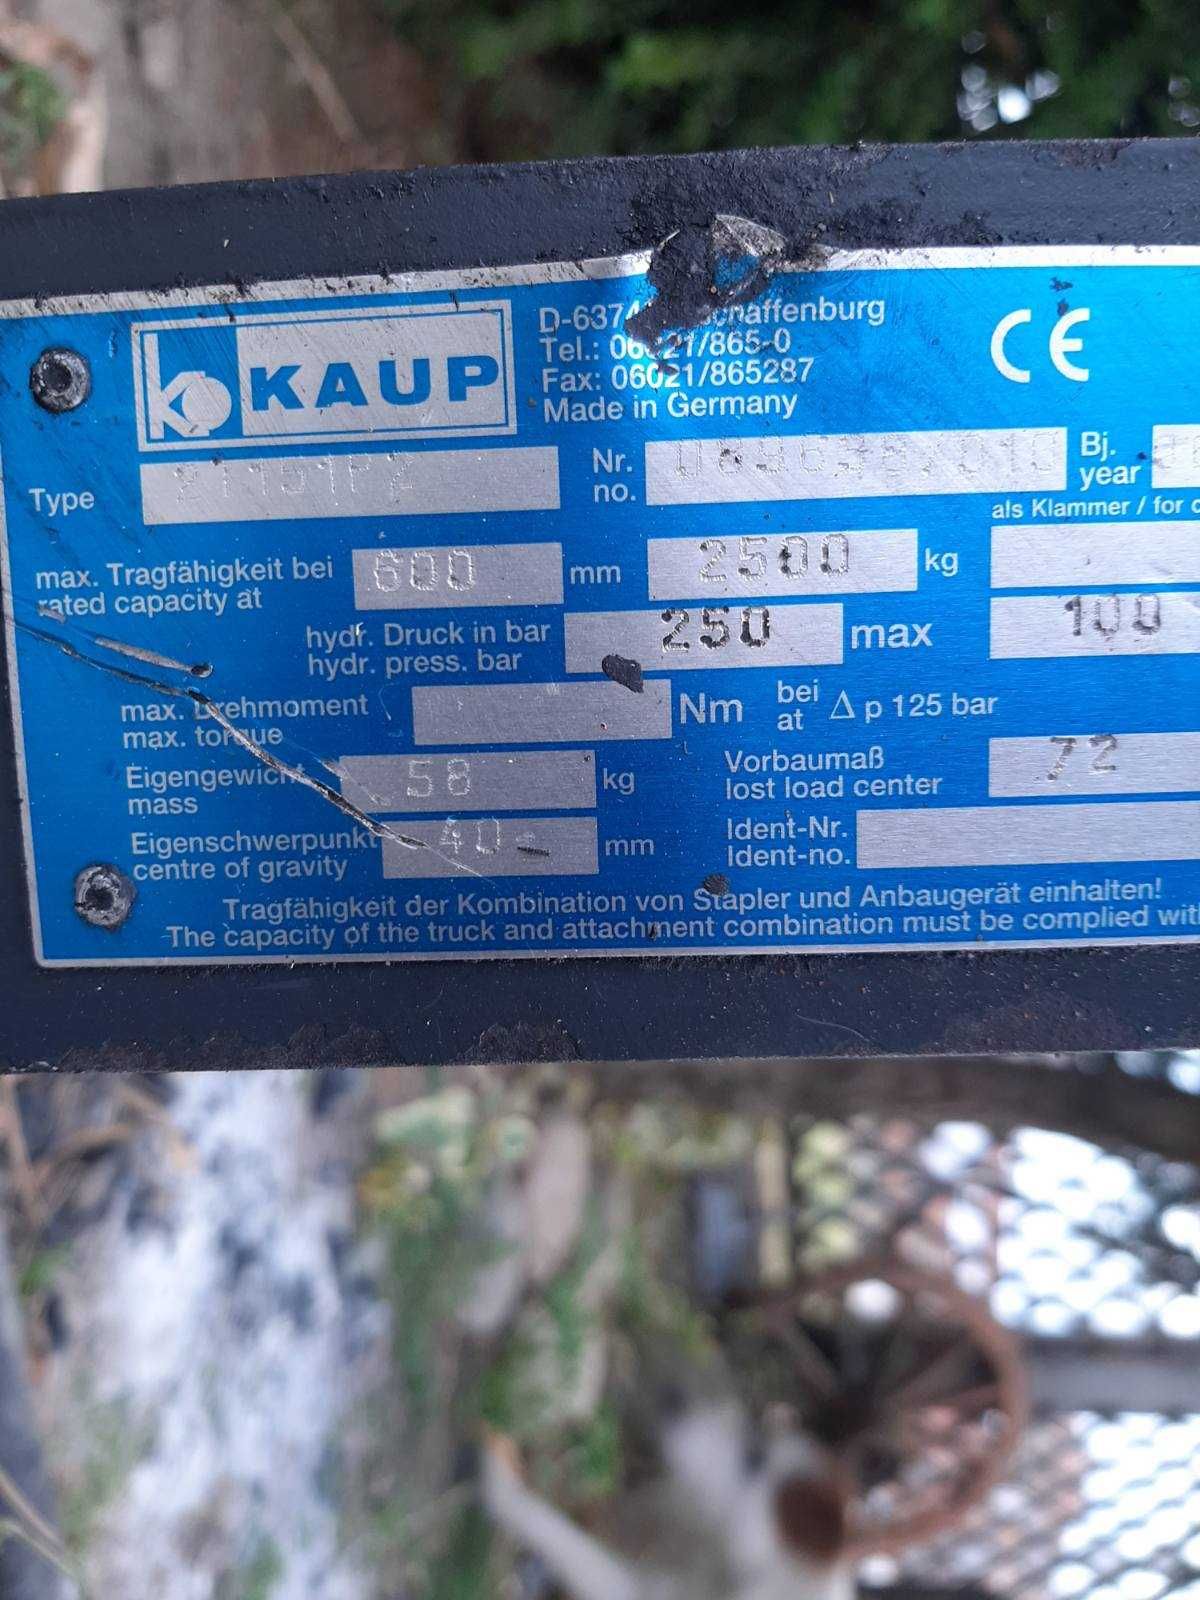 KAUP
D-6374
Tel.: 06021/865-0
Fax: 06021/865287
Made in Germany
CE
Type 2T151PZ
Nr. no.
Bj. year
als Klammer / for
max. Tragfähigkeit bei rated capacity at 600 mm 2500 kg
hydr. Druck in bar hydr. press. bar 250 max 100
max. Drehmoment max. torque Nm bei at Δ p 125 bar
Eigengewicht mass 58 kg Vorbaumaß lost load center 72
Eigenschwerpunkt centre of gravity 40 mm Ident-Nr. Ident-no.
Tragfähigkeit der Kombination von Stapler und Anbaugerät einhalten!
The capacity of the truck and attachment combination must be complied